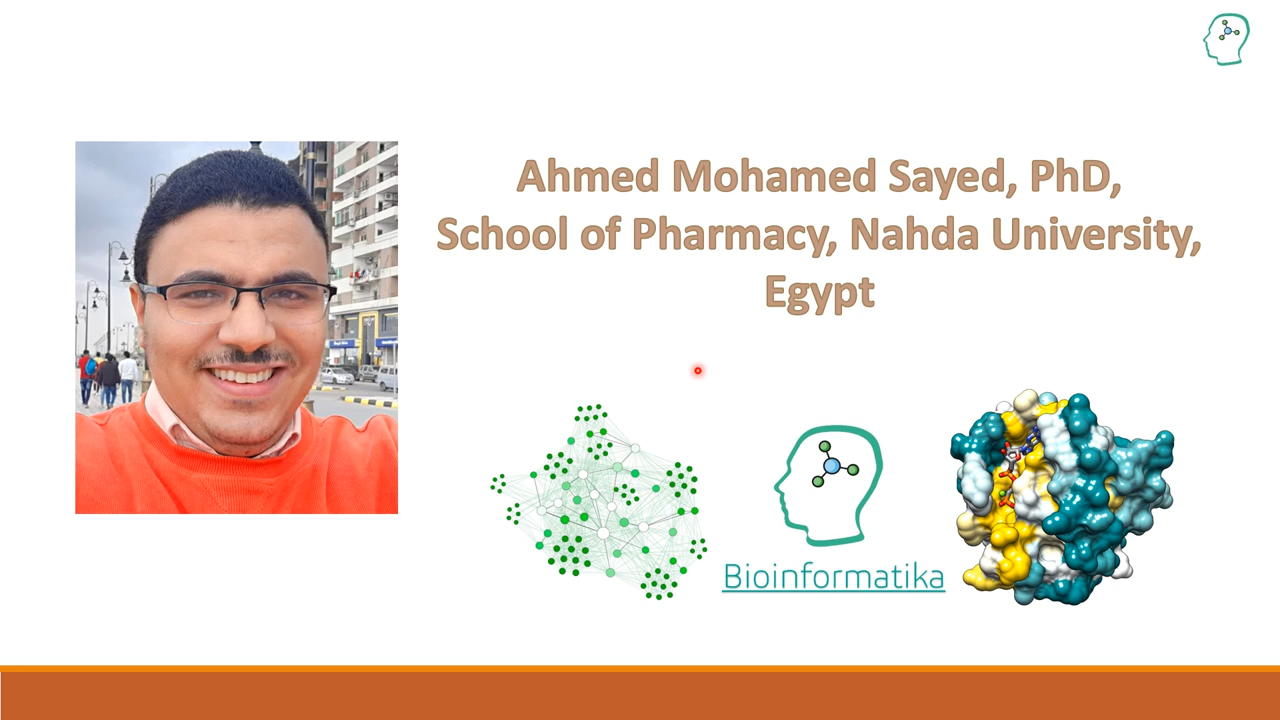 Ahmed Mohamed Sayed, PhD,
School of Pharmacy, Nahda University,
Egypt
Bioinformatika